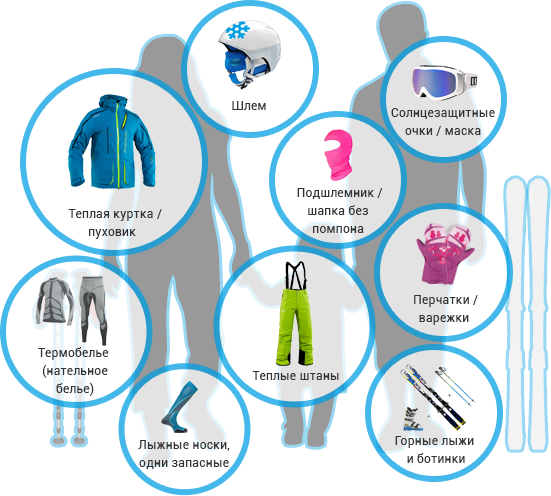 Шлем
Солнцезащитные
очки / маска
Теплая куртка /
пуховик
Подшлемник /
шапка без
помпона
Перчатки /
варежки
Термобелье
(нательное
белье)
Теплые штаны
Лыжные носки,
одни запасные
Горные лыжи
и ботинки